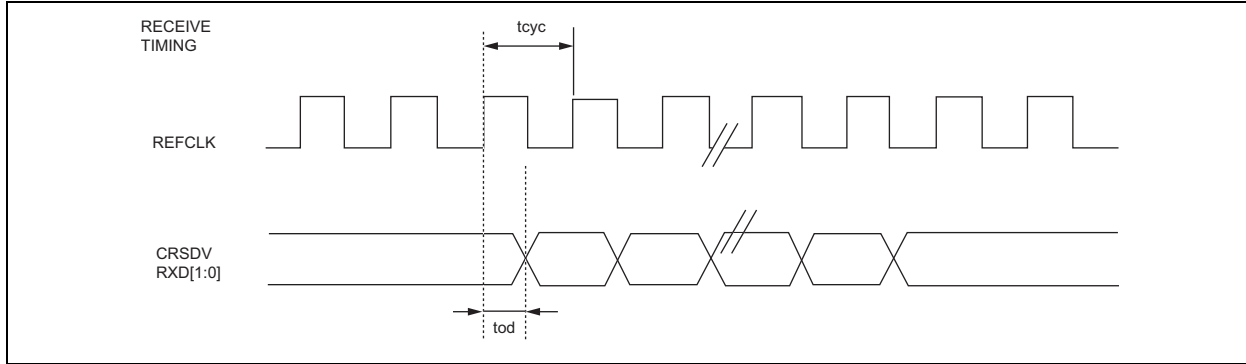 RECEIVE
TIMING
tcyc
REFCLK
CRSDV
RXD[1:0]
tod